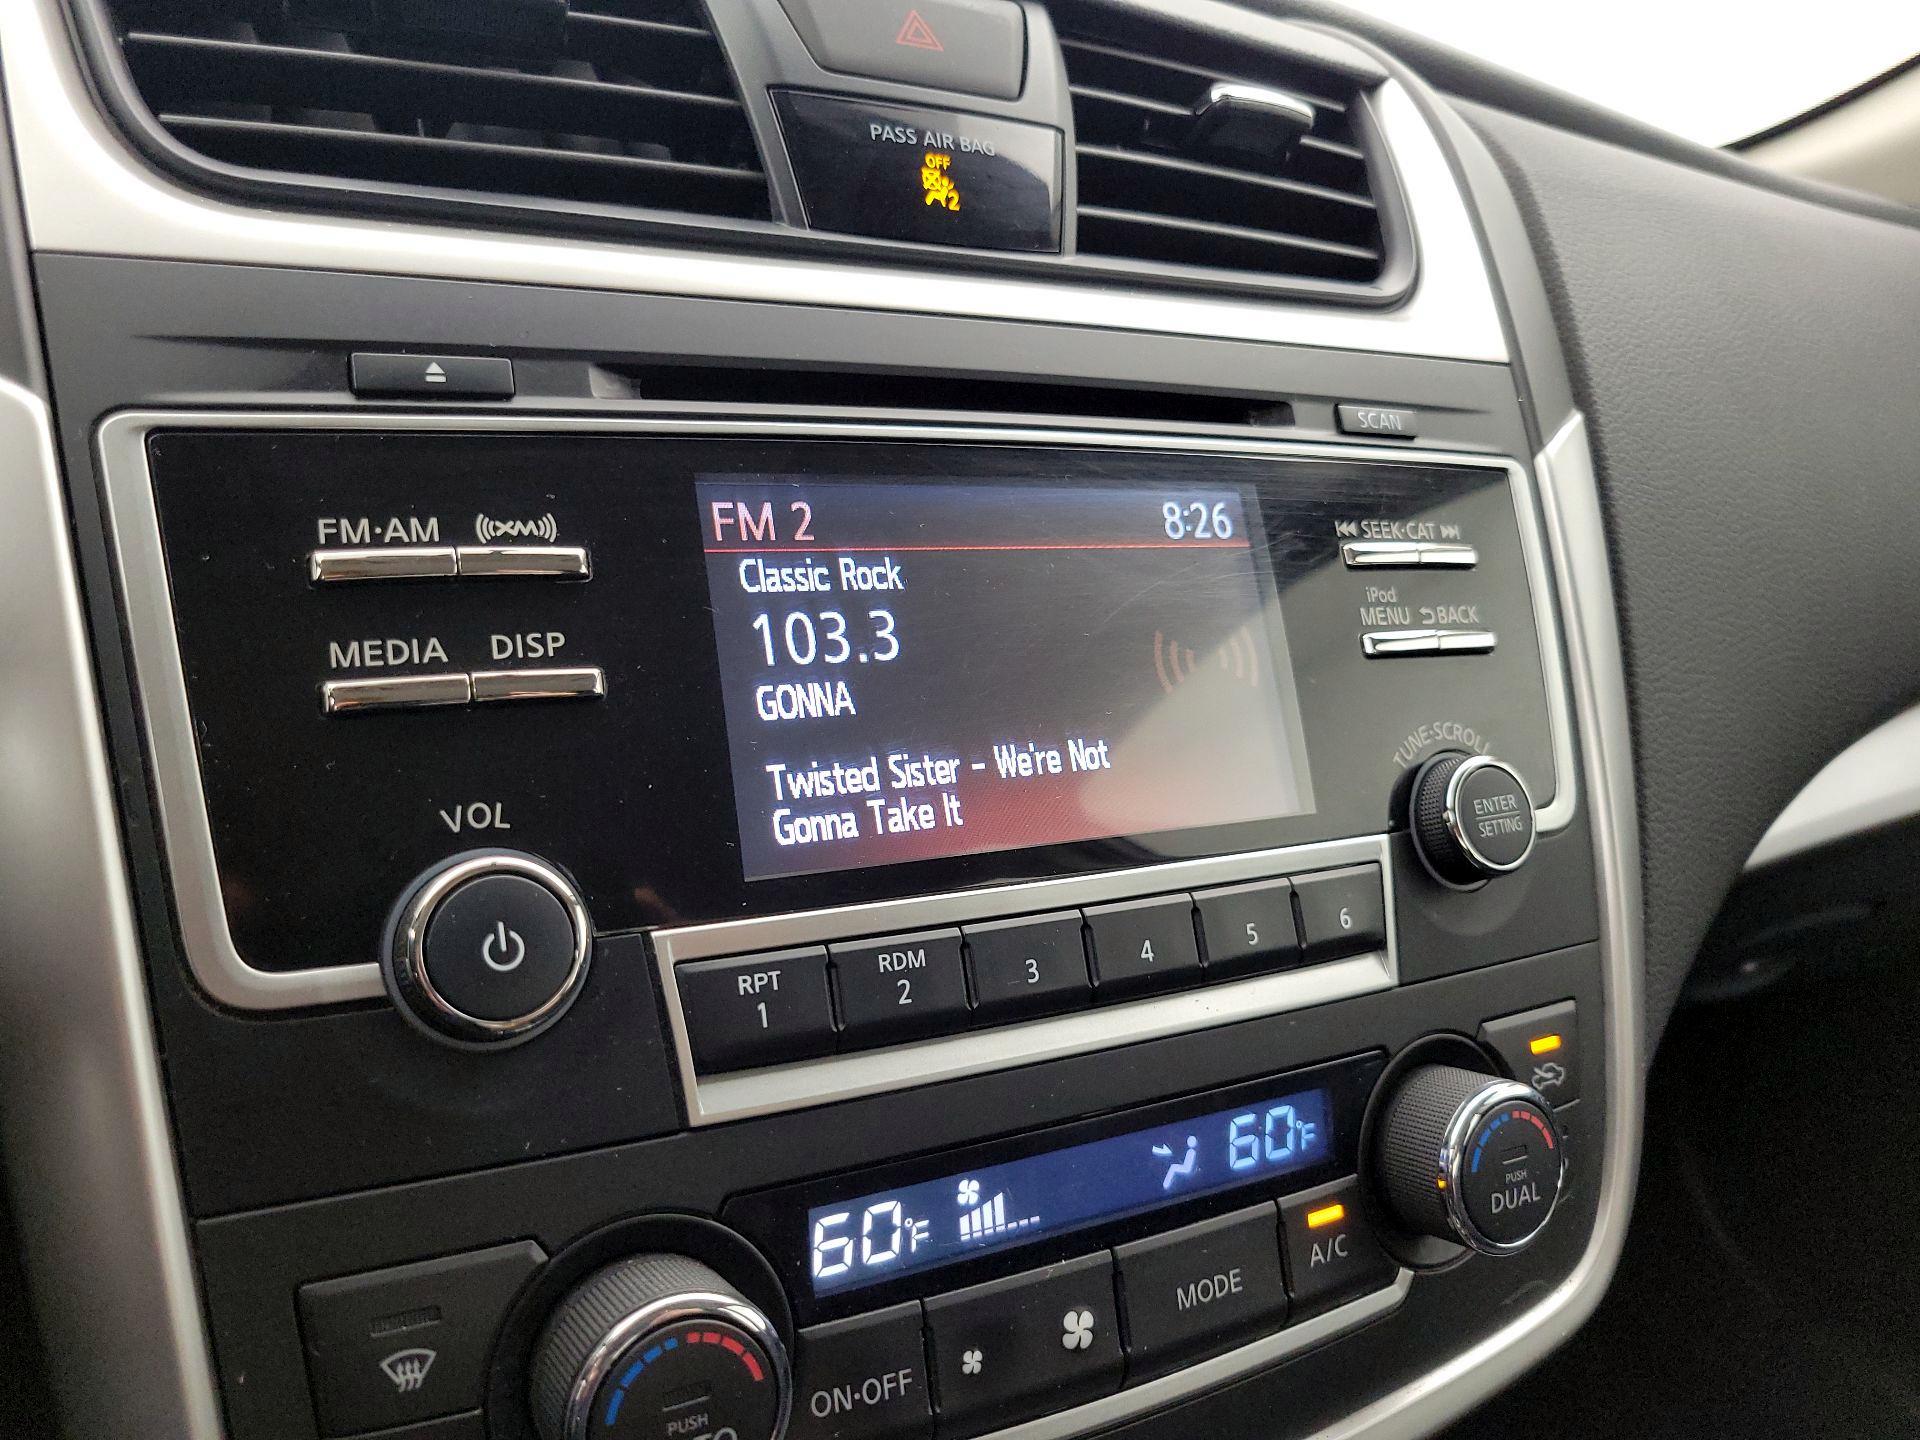 PASS AIR BAG
OFF
2
SCAN
FM·AM
XM
FM 2
8:26
SEEK·CAT
Classic Rock
103.3
iPod
MENU BACK
MEDIA
DISP
GONNA
Twisted Sister - We're Not
Gonna Take It
TUNE·SCROLL
ENTER
SETTING
VOL
RPT
1
RDM
2
3
4
5
6
60°F
60°F
PUSH
DUAL
A/C
MODE
ON·OFF
PUSH